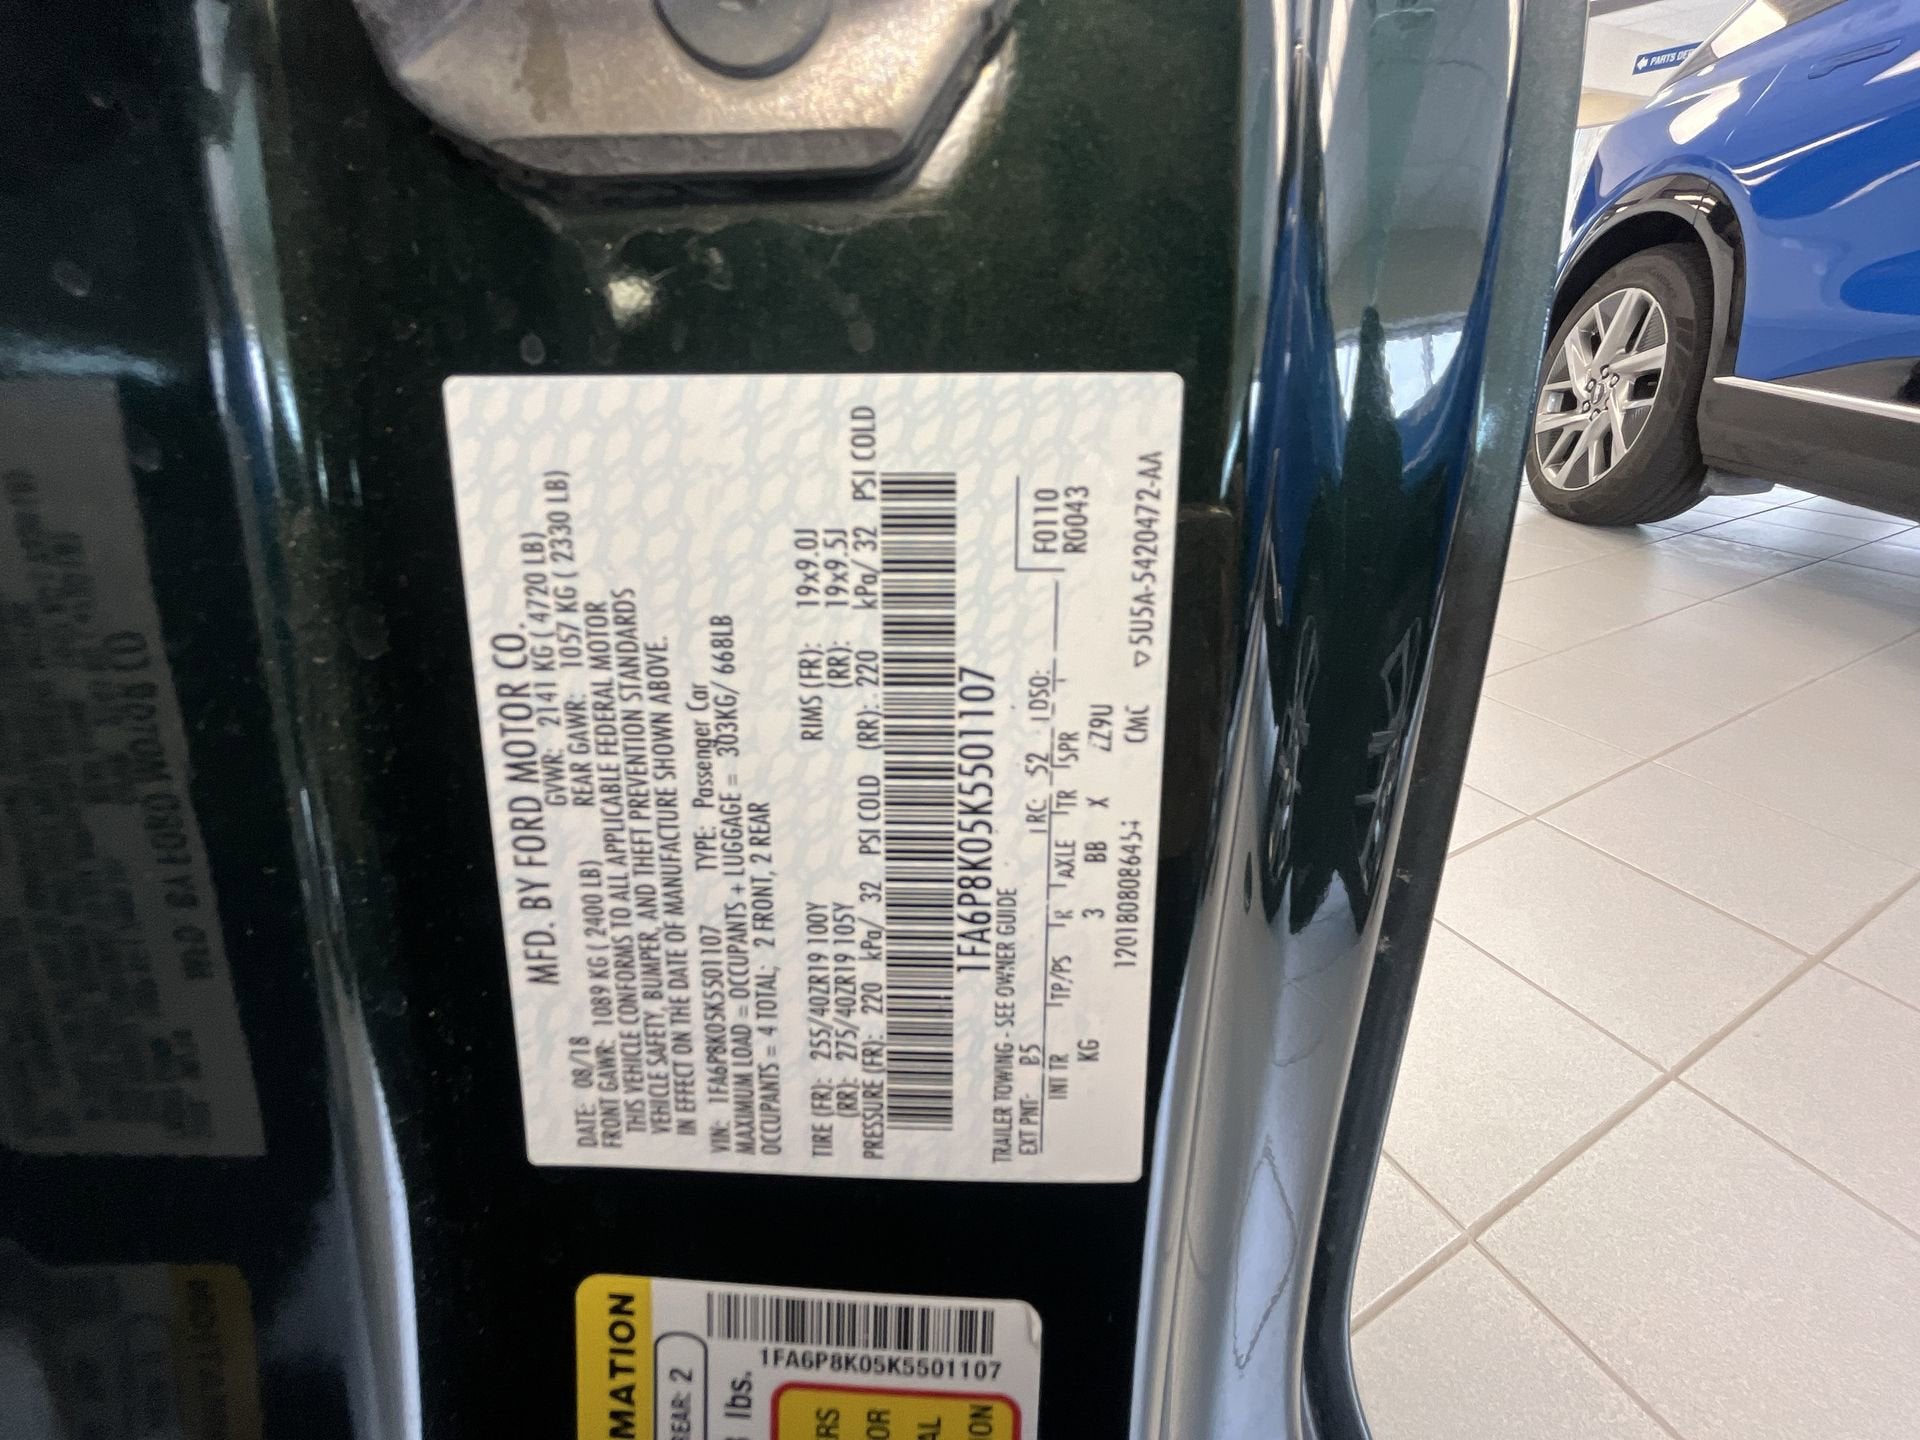 MFD. BY FORD MOTOR CO.
DATE: 08/18 GVWR: 2141 KG ( 4720 LB)
FRONT GAWR: 1089 KG ( 2400 LB) REAR GAWR: 1057 KG ( 2330 LB)
THIS VEHICLE CONFORMS TO ALL APPLICABLE FEDERAL MOTOR
VEHICLE SAFETY, BUMPER, AND THEFT PREVENTION STANDARDS
IN EFFECT ON THE DATE OF MANUFACTURE SHOWN ABOVE.
VIN: 1FA6P8K05K5501107 TYPE: Passenger Car
MAXIMUM LOAD = OCCUPANTS + LUGGAGE = 303KG/ 668LB
OCCUPANTS = 4 TOTAL; 2 FRONT, 2 REAR
TIRE (FR): 255/40ZR19 100Y RIMS (FR): 19x9.0J
(RR): 275/40ZR19 105Y (RR): 19x9.5J
PRESSURE (FR): 220 kPa/ 32 PSI COLD (RR): 220 kPa/ 32 PSI COLD
1FA6P8K05K5501107
TRAILER TOWING - SEE OWNER GUIDE
F0110
EXT PNT: RC: 52 DSO: R0043
INT TR TP/PS R AXLE TR SPR
KG 3 BB X ZZ9U
CMC 5U5A-5420472-AA
MATION
REAR: 2
lbs.
1FA6P8K05K5501107
RS
OR
AL
ION
PARTS